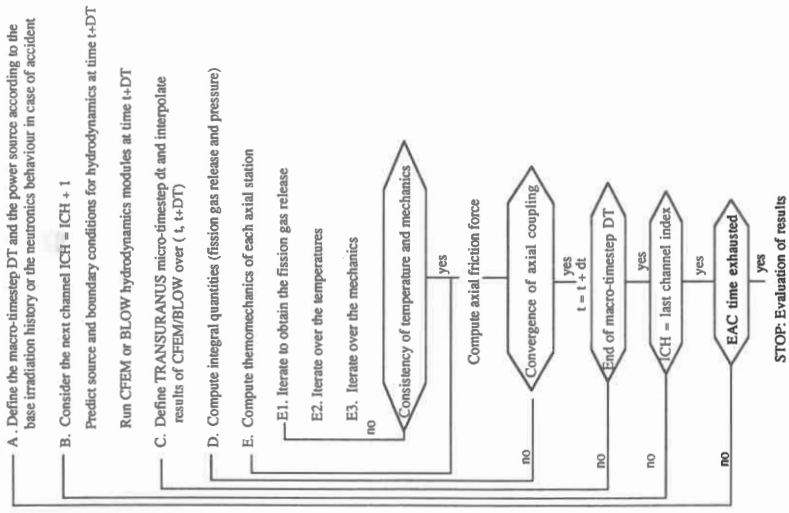 A . Define the macro-timestep DT and the power source according to the
base irradiation history or the neutronics behaviour in case of accident
B. Consider the next channel ICH = ICH + 1
Predict source and boundary conditions for hydrodynamics at time t+DT
Run CFEM or BLOW hydrodynamics modules at time t+DT
C. Define TRANSURANUS micro-timestep dt and interpolate
results of CFEM/BLOW over ( t, t+DT)
D. Compute integral quantities (fission gas release and pressure)
E. Compute themomechanics of each axial station
E1. Iterate to obtain the fission gas release
E2. Iterate over the temperatures
E3. Iterate over the mechanics
no
Consistency of temperature and mechanics
yes
Compute axial friction force
Convergence of axial coupling
no
yes
t = t + dt
End of macro-timestep DT
no
yes
ICH = last channel index
no
yes
EAC time exhausted
no
yes
STOP: Evaluation of results